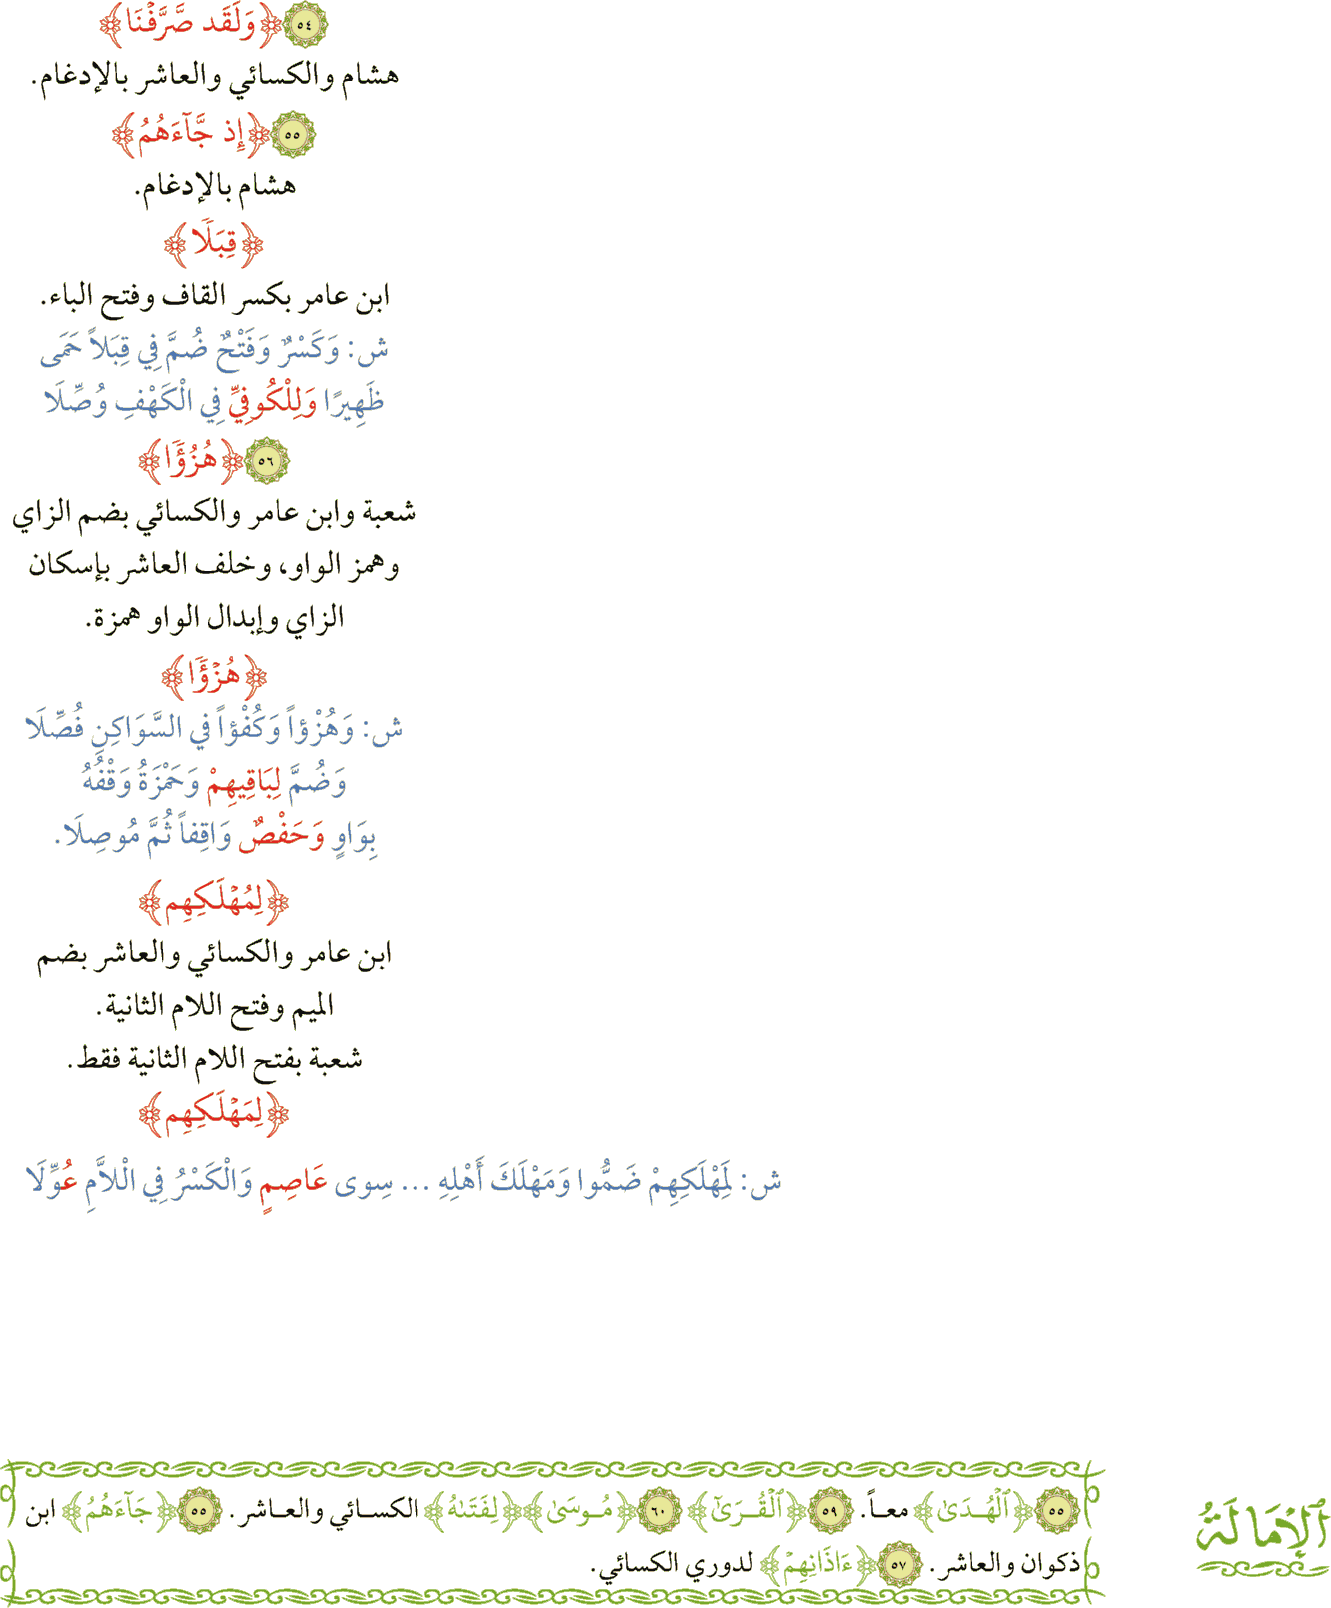 ٥٤ ﴿وَلَقَد صَّرَّفۡنَا﴾
هشام والكسائي والعاشر بالإدغام.
٥٥ ﴿إِذ جَّآءَهُمُ﴾
هشام بالإدغام.
﴿قِبَلٗا﴾
ابن عامر بكسر القاف وفتح الباء.
ش: وَكَسْرٌ وَفَتْحٌ ضُمَّ فِي قِبَلاً حَمَى
ظَهِيرًا وَلِلْكُوفِيِّ فِي الْكَهْفِ وُصِّلَا
٥٦ ﴿هُزُؤٗا﴾
شعبة وابن عامر والكسائي بضم الزاي
وهمز الواو، وخلف العاشر بإسكان
الزاي وإبدال الواو همزة.
﴿هُزۡؤٗا﴾
ش: وَهُزْؤاً وَكُفْؤاً في السَّوَاكِنِ فُصِّلَا
وَضُمَّ لِبَاقِيهِمْ وَحَمْزَةُ وَقْفُهُ
بِوَاوٍ وَحَفْصٌ وَاقِفاً ثُمَّ مُوصِلَا.
﴿لِمُهۡلَكِهِم﴾
ابن عامر والكسائي والعاشر بضم
الميم وفتح اللام الثانية.
شعبة بفتح اللام الثانية فقط.
﴿لِمَهۡلَكِهِم﴾
ش: لِمَهْلَكِهِمْ ضَمُّوا وَمَهْلَكَ أَهْلِهِ ... سِوى عَاصِمٍ وَالْكَسْرُ فِي الْلاَّمِ عُوِّلَا
الإمالة
٥٥ ﴿ٱلۡهُدَىٰ﴾ معاً. ٥٩ ﴿ٱلۡقُرَىٰٓ﴾ ٦٠ ﴿مُوسَىٰ﴾ ﴿لِفَتَىٰهُ﴾ الكسائي والعاشر. ٥٥ ﴿جَآءَهُمُ﴾ ابن
ذكوان والعاشر. ٥٧ ﴿ءَاذَانِهِمۡ﴾ لدوري الكسائي.